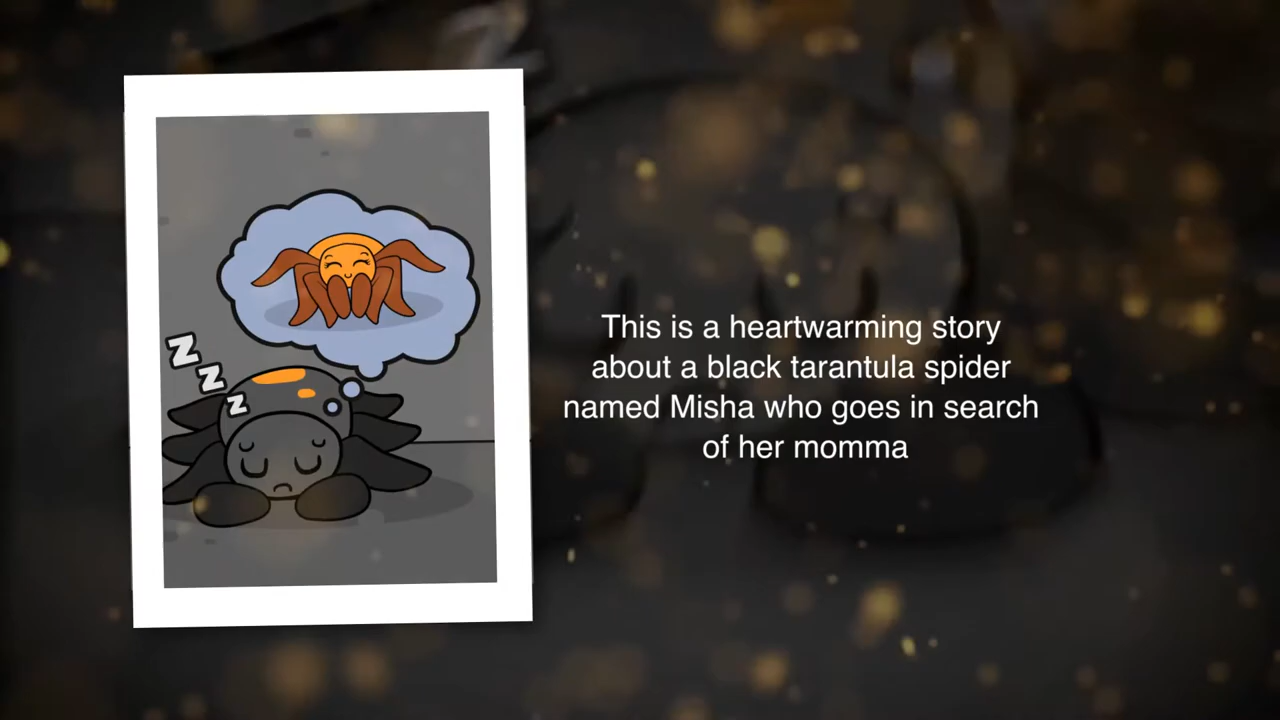 Z
Z
Z
This is a heartwarming story
about a black tarantula spider
named Misha who goes in search
of her momma